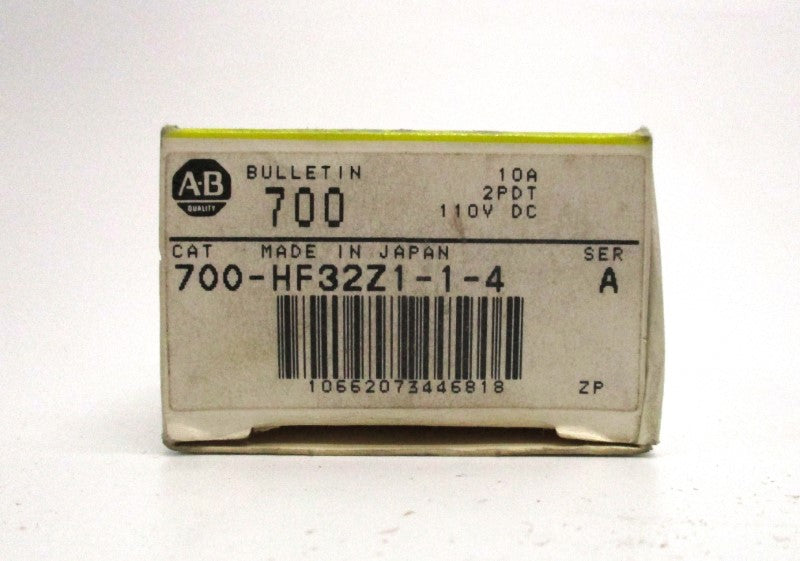 A-B
QUALITY
BULLETIN
700
10A
2PDT
110V DC
CAT MADE IN JAPAN SER
700-HF32Z1-1-4 A
10662073446818
ZP